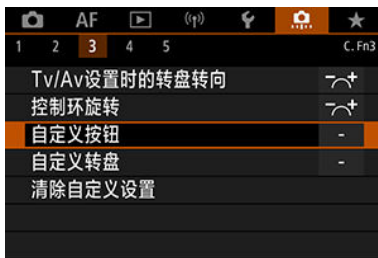 AF
1 2 3 4 5 C.Fn3
Tv/Av设置时的转盘转向
控制环旋转
自定义按钮 -
自定义转盘 -
清除自定义设置